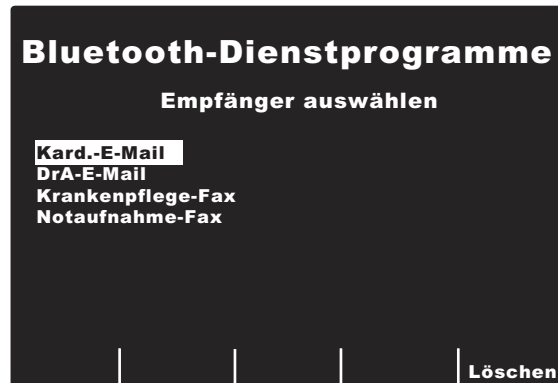 Bluetooth-Dienstprogramme
Empfänger auswählen
Kard.-E-Mail
DrA-E-Mail
Krankenpflege-Fax
Notaufnahme-Fax
Löschen